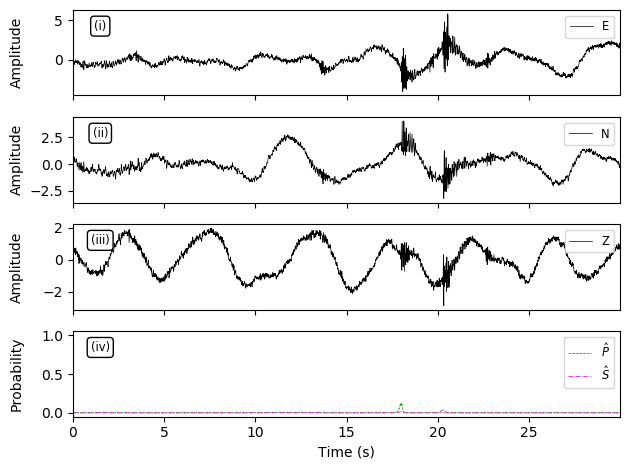 (i)
E
Amplitude
5
0
(ii)
N
Amplitude
2.5
0.0
−2.5
(iii)
Z
Amplitude
2
0
−2
(iv)
P̂
Ŝ
Probability
1.0
0.5
0.0
0 5 10 15 20 25
Time (s)